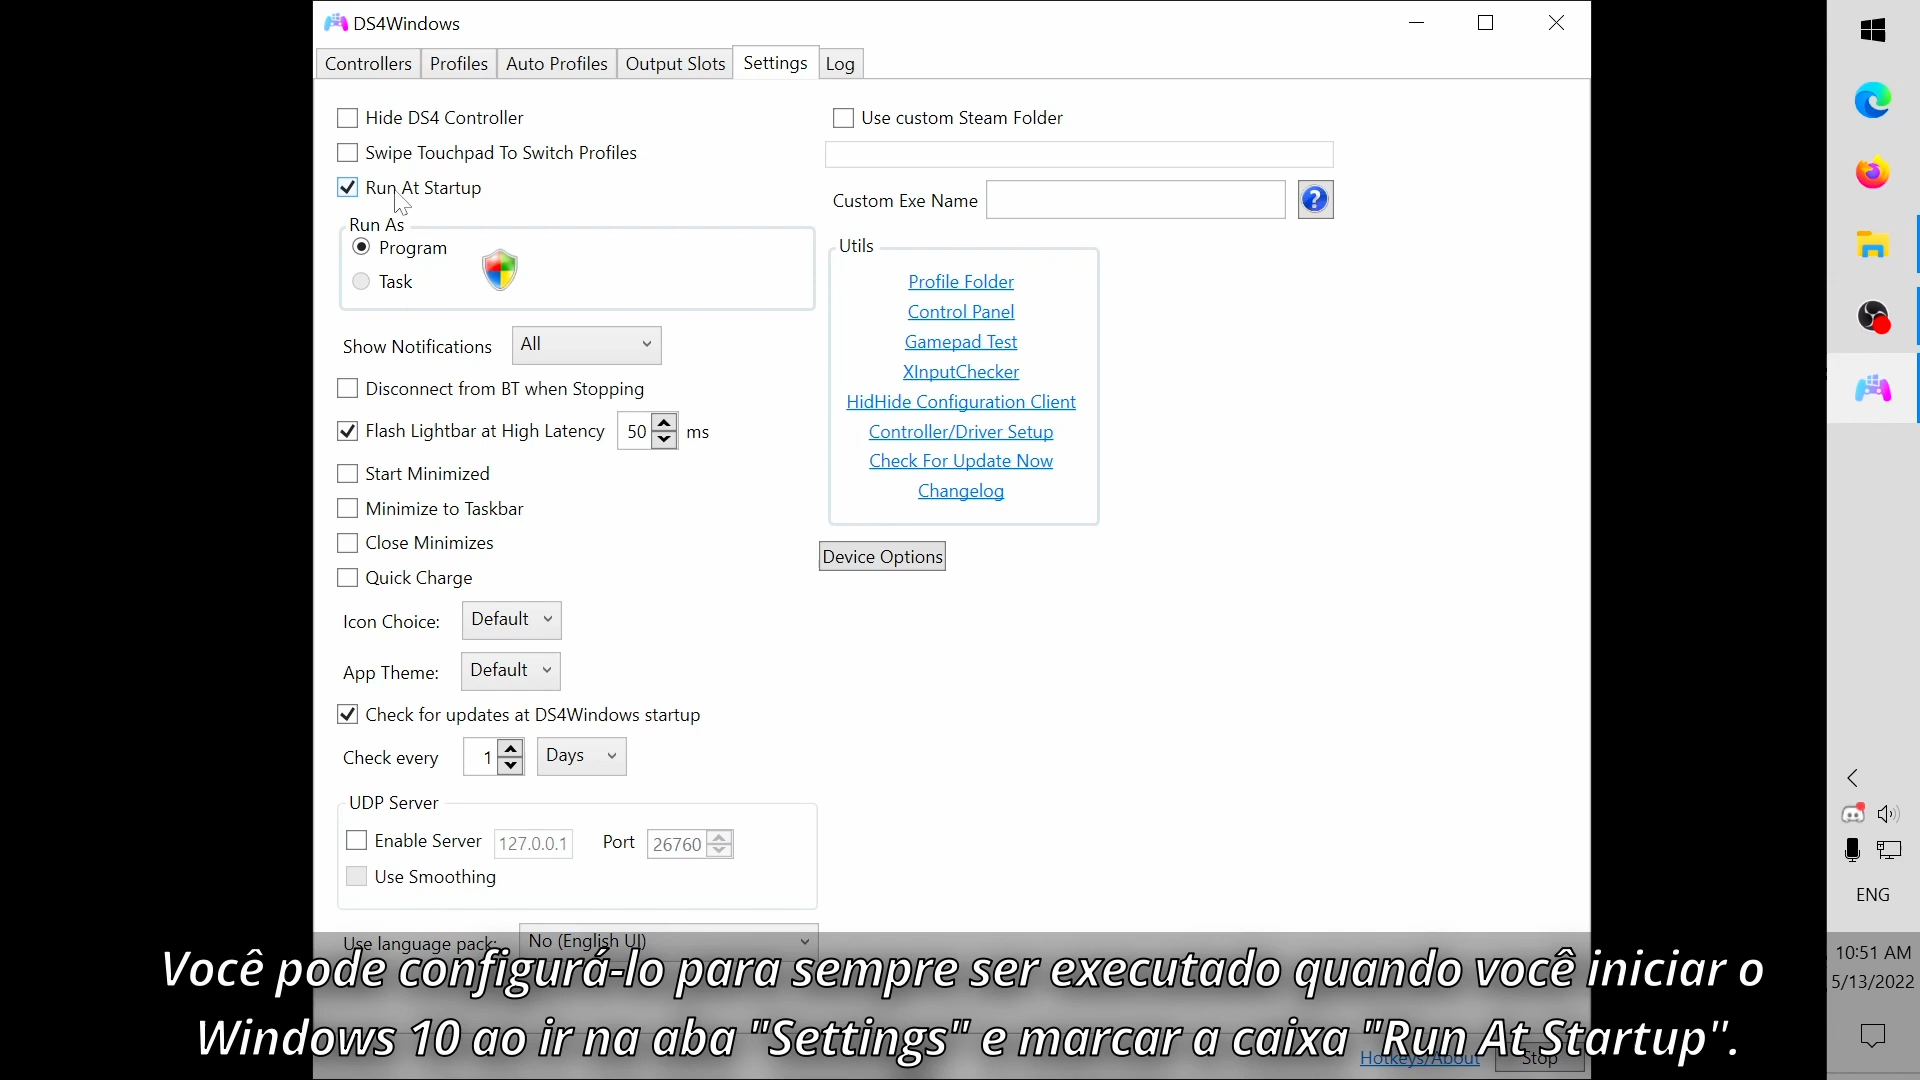 DS4Windows
Controllers
Profiles
Auto Profiles
Output Slots
Settings
Log
Hide DS4 Controller
Swipe Touchpad To Switch Profiles
Run At Startup
Run As
Program
Task
Show Notifications
All
Disconnect from BT when Stopping
Flash Lightbar at High Latency
50
ms
Start Minimized
Minimize to Taskbar
Close Minimizes
Quick Charge
Icon Choice:
Default
App Theme:
Default
Check for updates at DS4Windows startup
Check every
1
Days
UDP Server
Enable Server
127.0.0.1
Port
26760
Use Smoothing
Use language pack:
No (English UI)
Use custom Steam Folder
Custom Exe Name
?
Utils
Profile Folder
Control Panel
Gamepad Test
XInputChecker
HidHide Configuration Client
Controller/Driver Setup
Check For Update Now
Changelog
Device Options
Hotkeys/About
Stop
ENG
10:51 AM
5/13/2022
Você pode configurá-lo para sempre ser executado quando você iniciar o
Windows 10 ao ir na aba "Settings" e marcar a caixa "Run At Startup".